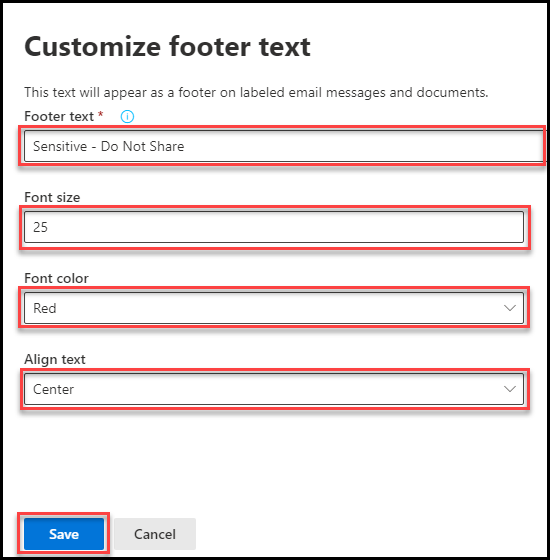 Customize footer text
This text will appear as a footer on labeled email messages and documents.
Footer text *
Sensitive - Do Not Share
Font size
25
Font color
Red
Align text
Center
Save Cancel